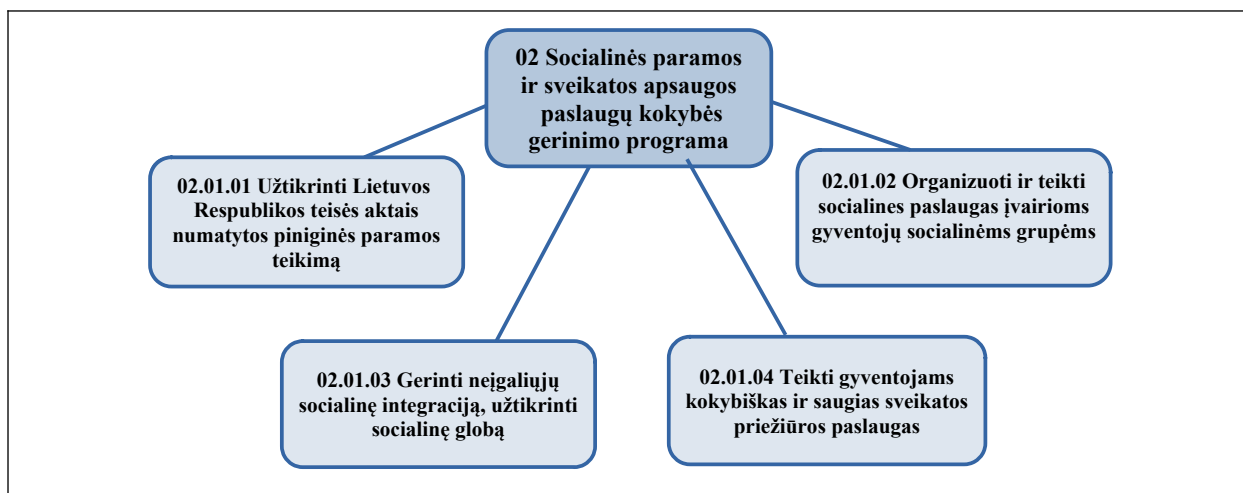 02 Socialinės paramos
ir sveikatos apsaugos
paslaugų kokybės
gerinimo programa
02.01.01 Užtikrinti Lietuvos
Respublikos teisės aktais
numatytos piniginės paramos
teikimą
02.01.02 Organizuoti ir teikti
socialines paslaugas įvairioms
gyventojų socialinėms grupėms
02.01.03 Gerinti neįgaliųjų
socialinę integraciją, užtikrinti
socialinę globą
02.01.04 Teikti gyventojams
kokybiškas ir saugias sveikatos
priežiūros paslaugas